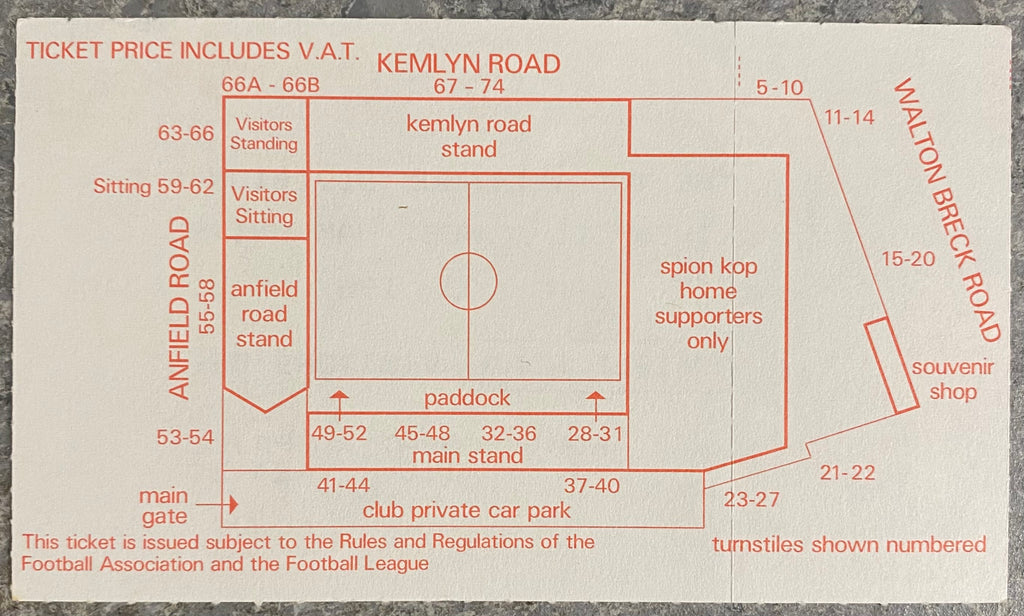 TICKET PRICE INCLUDES V.A.T.
KEMLYN ROAD
66A - 66B
67 - 74
5 - 10
11-14
WALTON BRECK ROAD
63-66
Visitors
Standing
kemlyn road
stand
Sitting 59-62
Visitors
Sitting
ANFIELD ROAD
55-58
anfield
road
stand
spion kop
home
supporters
only
15-20
souvenir
shop
paddock
53-54
49-52
45-48
32-36
28-31
main stand
21-22
41-44
37-40
23-27
main
gate
club private car park
This ticket is issued subject to the Rules and Regulations of the
Football Association and the Football League
turnstiles shown numbered